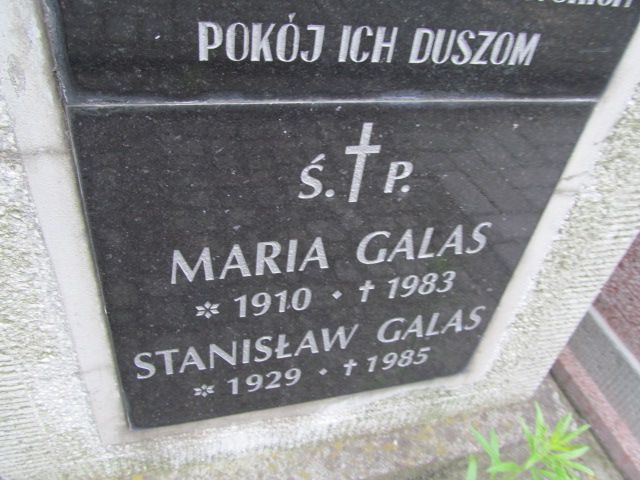 POKÓJ ICH DUSZOM
Ś. † P.
MARIA GALAS
* 1910 • † 1983
STANISŁAW GALAS
* 1929 • † 1985